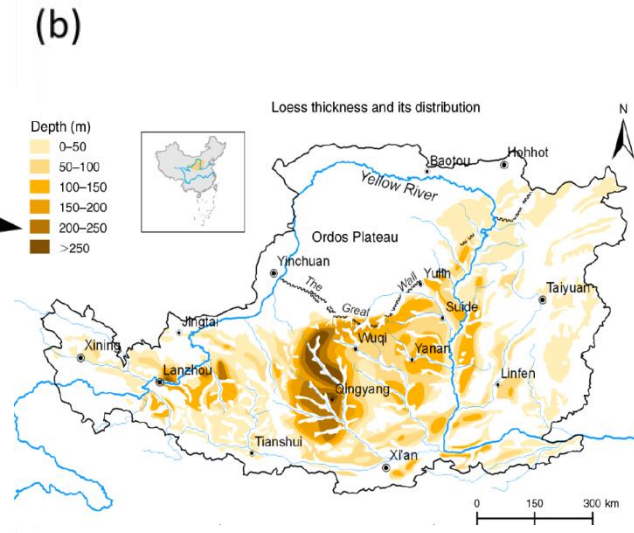 (b)
Loess thickness and its distribution
N
Depth (m)
0–50
50–100
100–150
150–200
200–250
>250
Hohhot
Baotou
Yellow River
Ordos Plateau
Yinchuan
The Great Wall
Yulin
Taiyuan
Suide
Jingtai
Wuqi
Yanan
Xining
Lanzhou
Linfen
Qingyang
Tianshui
Xi'an
0 150 300 km